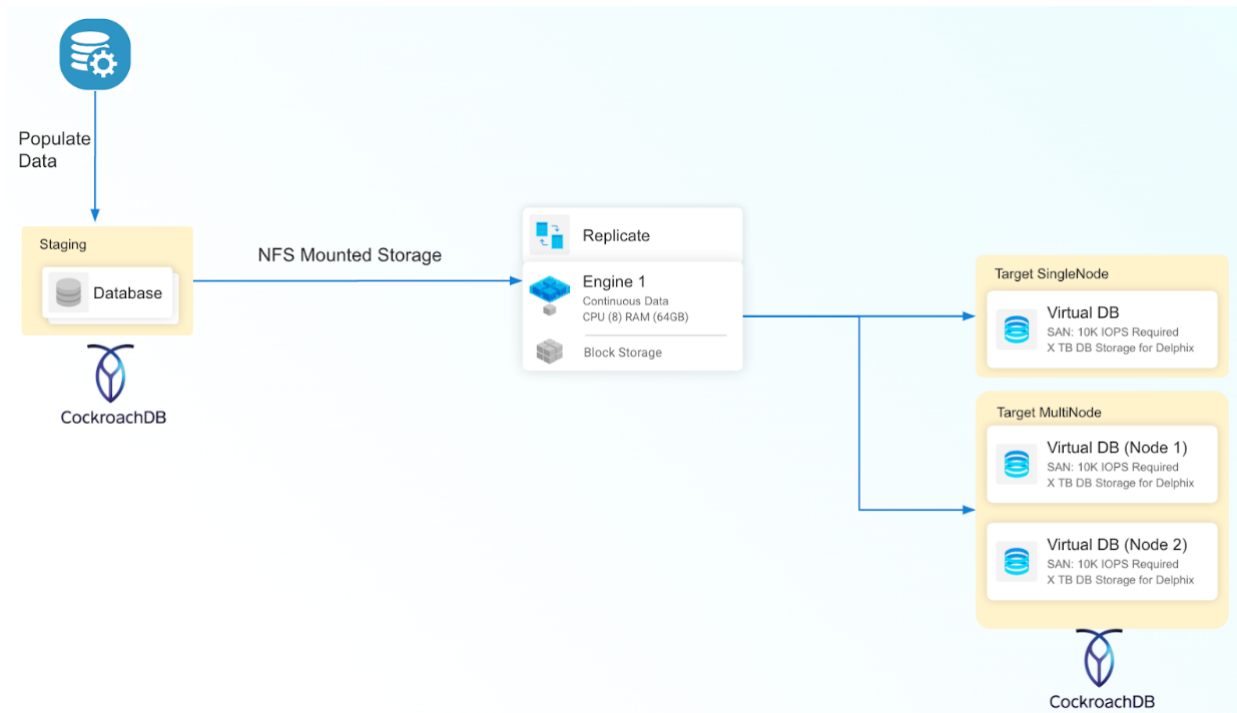 Populate
Data
Staging
Database
CockroachDB
NFS Mounted Storage
Replicate
Engine 1
Continuous Data
CPU (8) RAM (64GB)
Block Storage
Target SingleNode
Virtual DB
SAN: 10K IOPS Required
X TB DB Storage for Delphix
Target MultiNode
Virtual DB (Node 1)
SAN: 10K IOPS Required
X TB DB Storage for Delphix
Virtual DB (Node 2)
SAN: 10K IOPS Required
X TB DB Storage for Delphix
CockroachDB